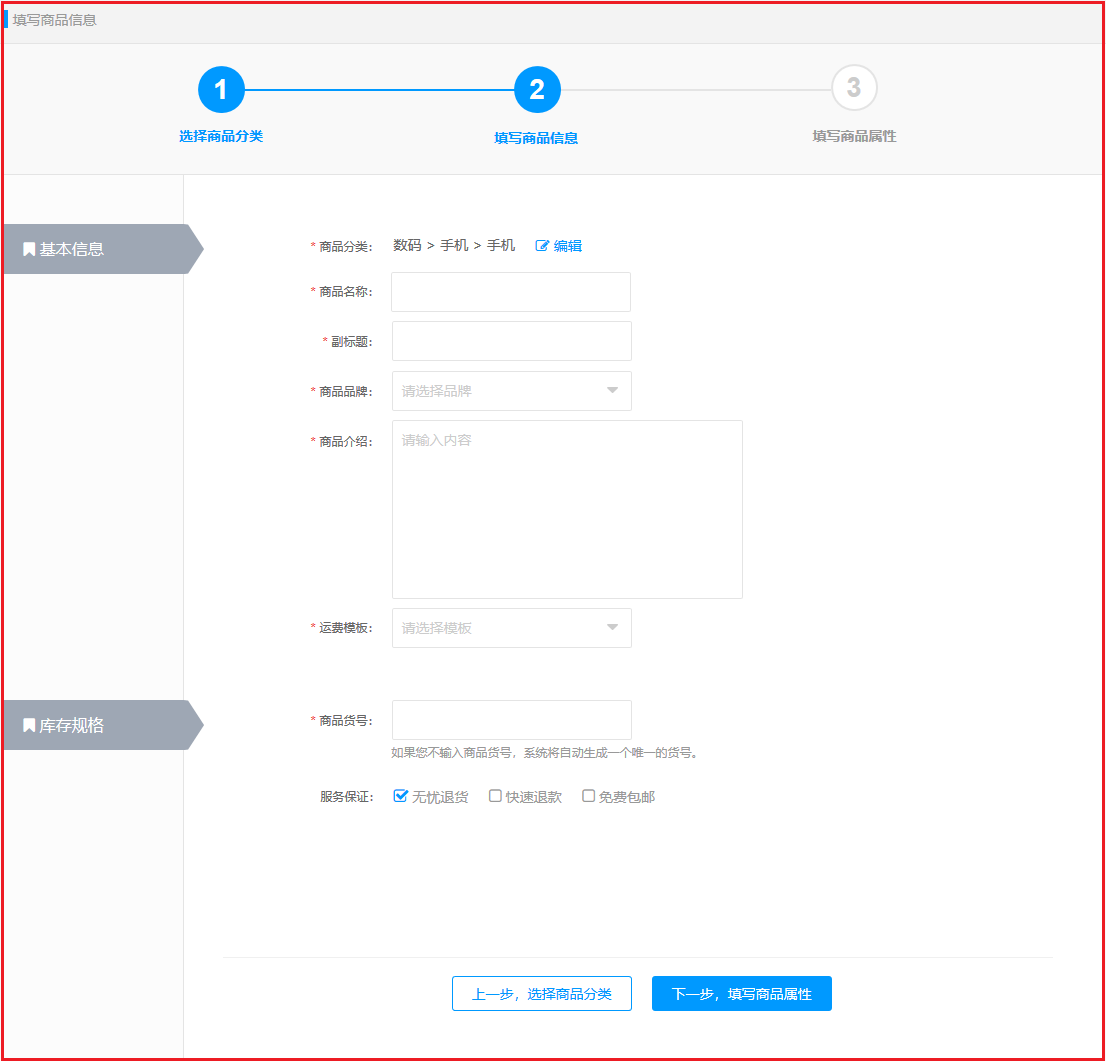 填写商品信息
1 2 3
选择商品分类 填写商品信息 填写商品属性
基本信息
* 商品分类: 数码 > 手机 > 手机 编辑
* 商品名称:
* 副标题:
* 商品品牌: 请选择品牌
* 商品介绍: 请输入内容
* 运费模板: 请选择模板
库存规格
* 商品货号:
如果您不输入商品货号，系统将自动生成一个唯一的货号。
服务保证: 无忧退货 快速退款 免费包邮
上一步，选择商品分类 下一步，填写商品属性